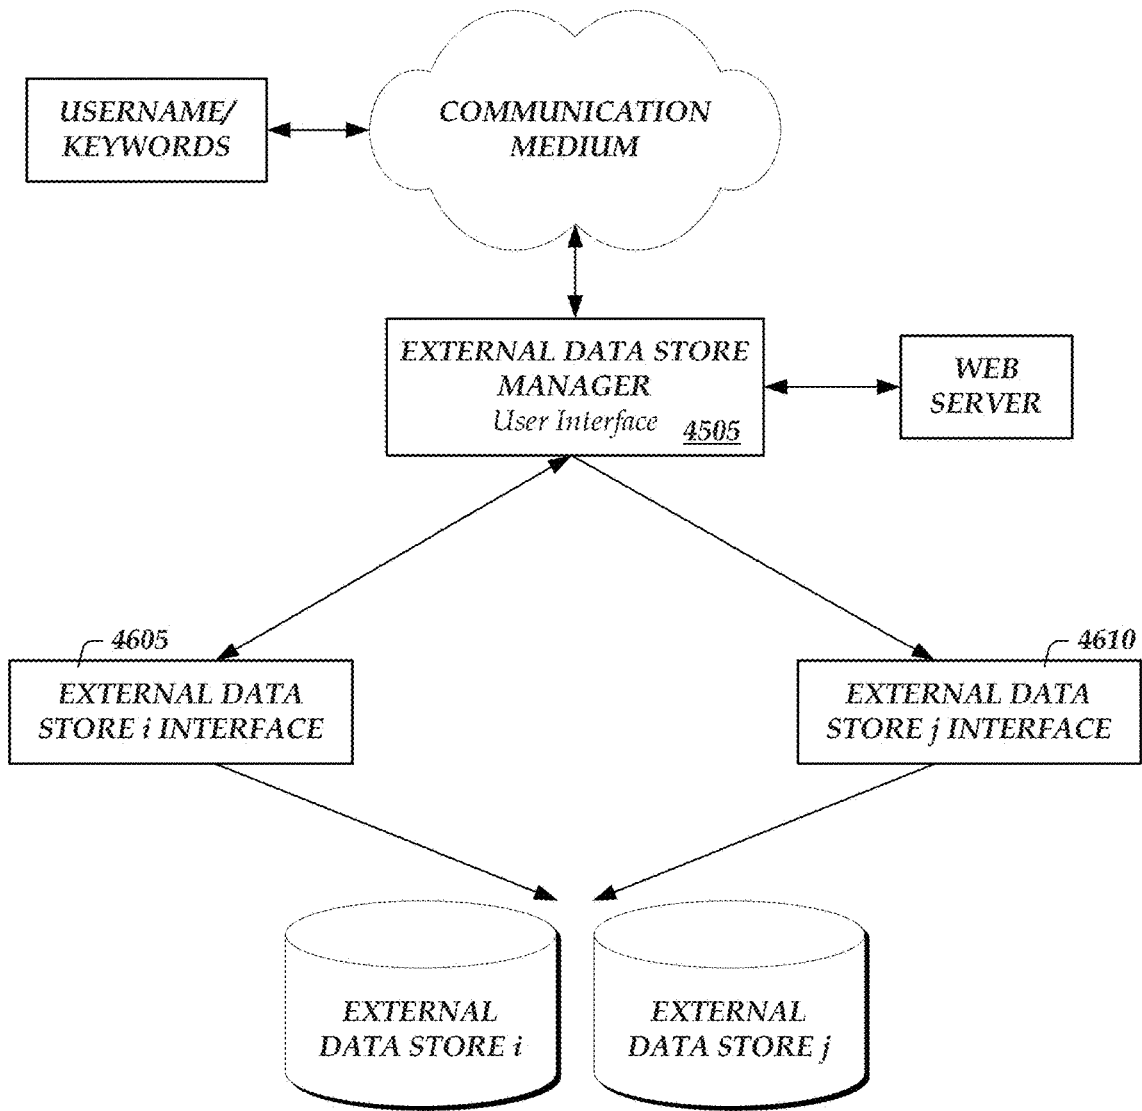 USERNAME/
KEYWORDS
COMMUNICATION
MEDIUM
EXTERNAL DATA STORE
MANAGER
User Interface
4505
WEB
SERVER
4605
EXTERNAL DATA
STORE i INTERFACE
4610
EXTERNAL DATA
STORE j INTERFACE
EXTERNAL
DATA STORE i
EXTERNAL
DATA STORE j